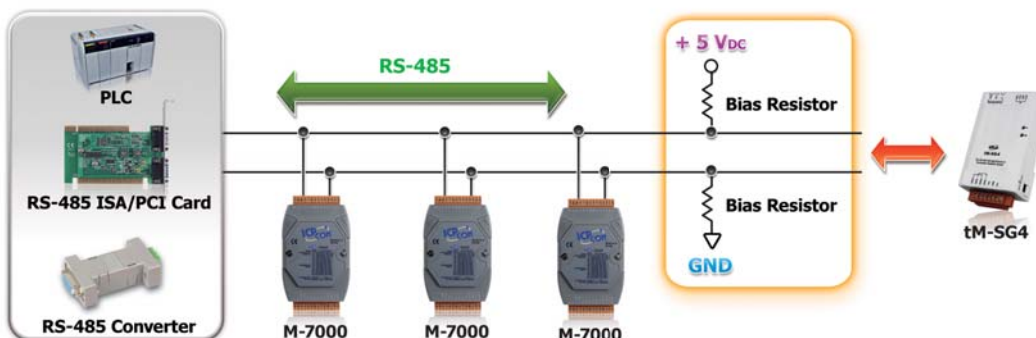 PLC
RS-485 ISA/PCI Card
RS-485 Converter
RS-485
M-7000
M-7000
M-7000
+ 5 VDC
Bias Resistor
Bias Resistor
GND
tM-SG4